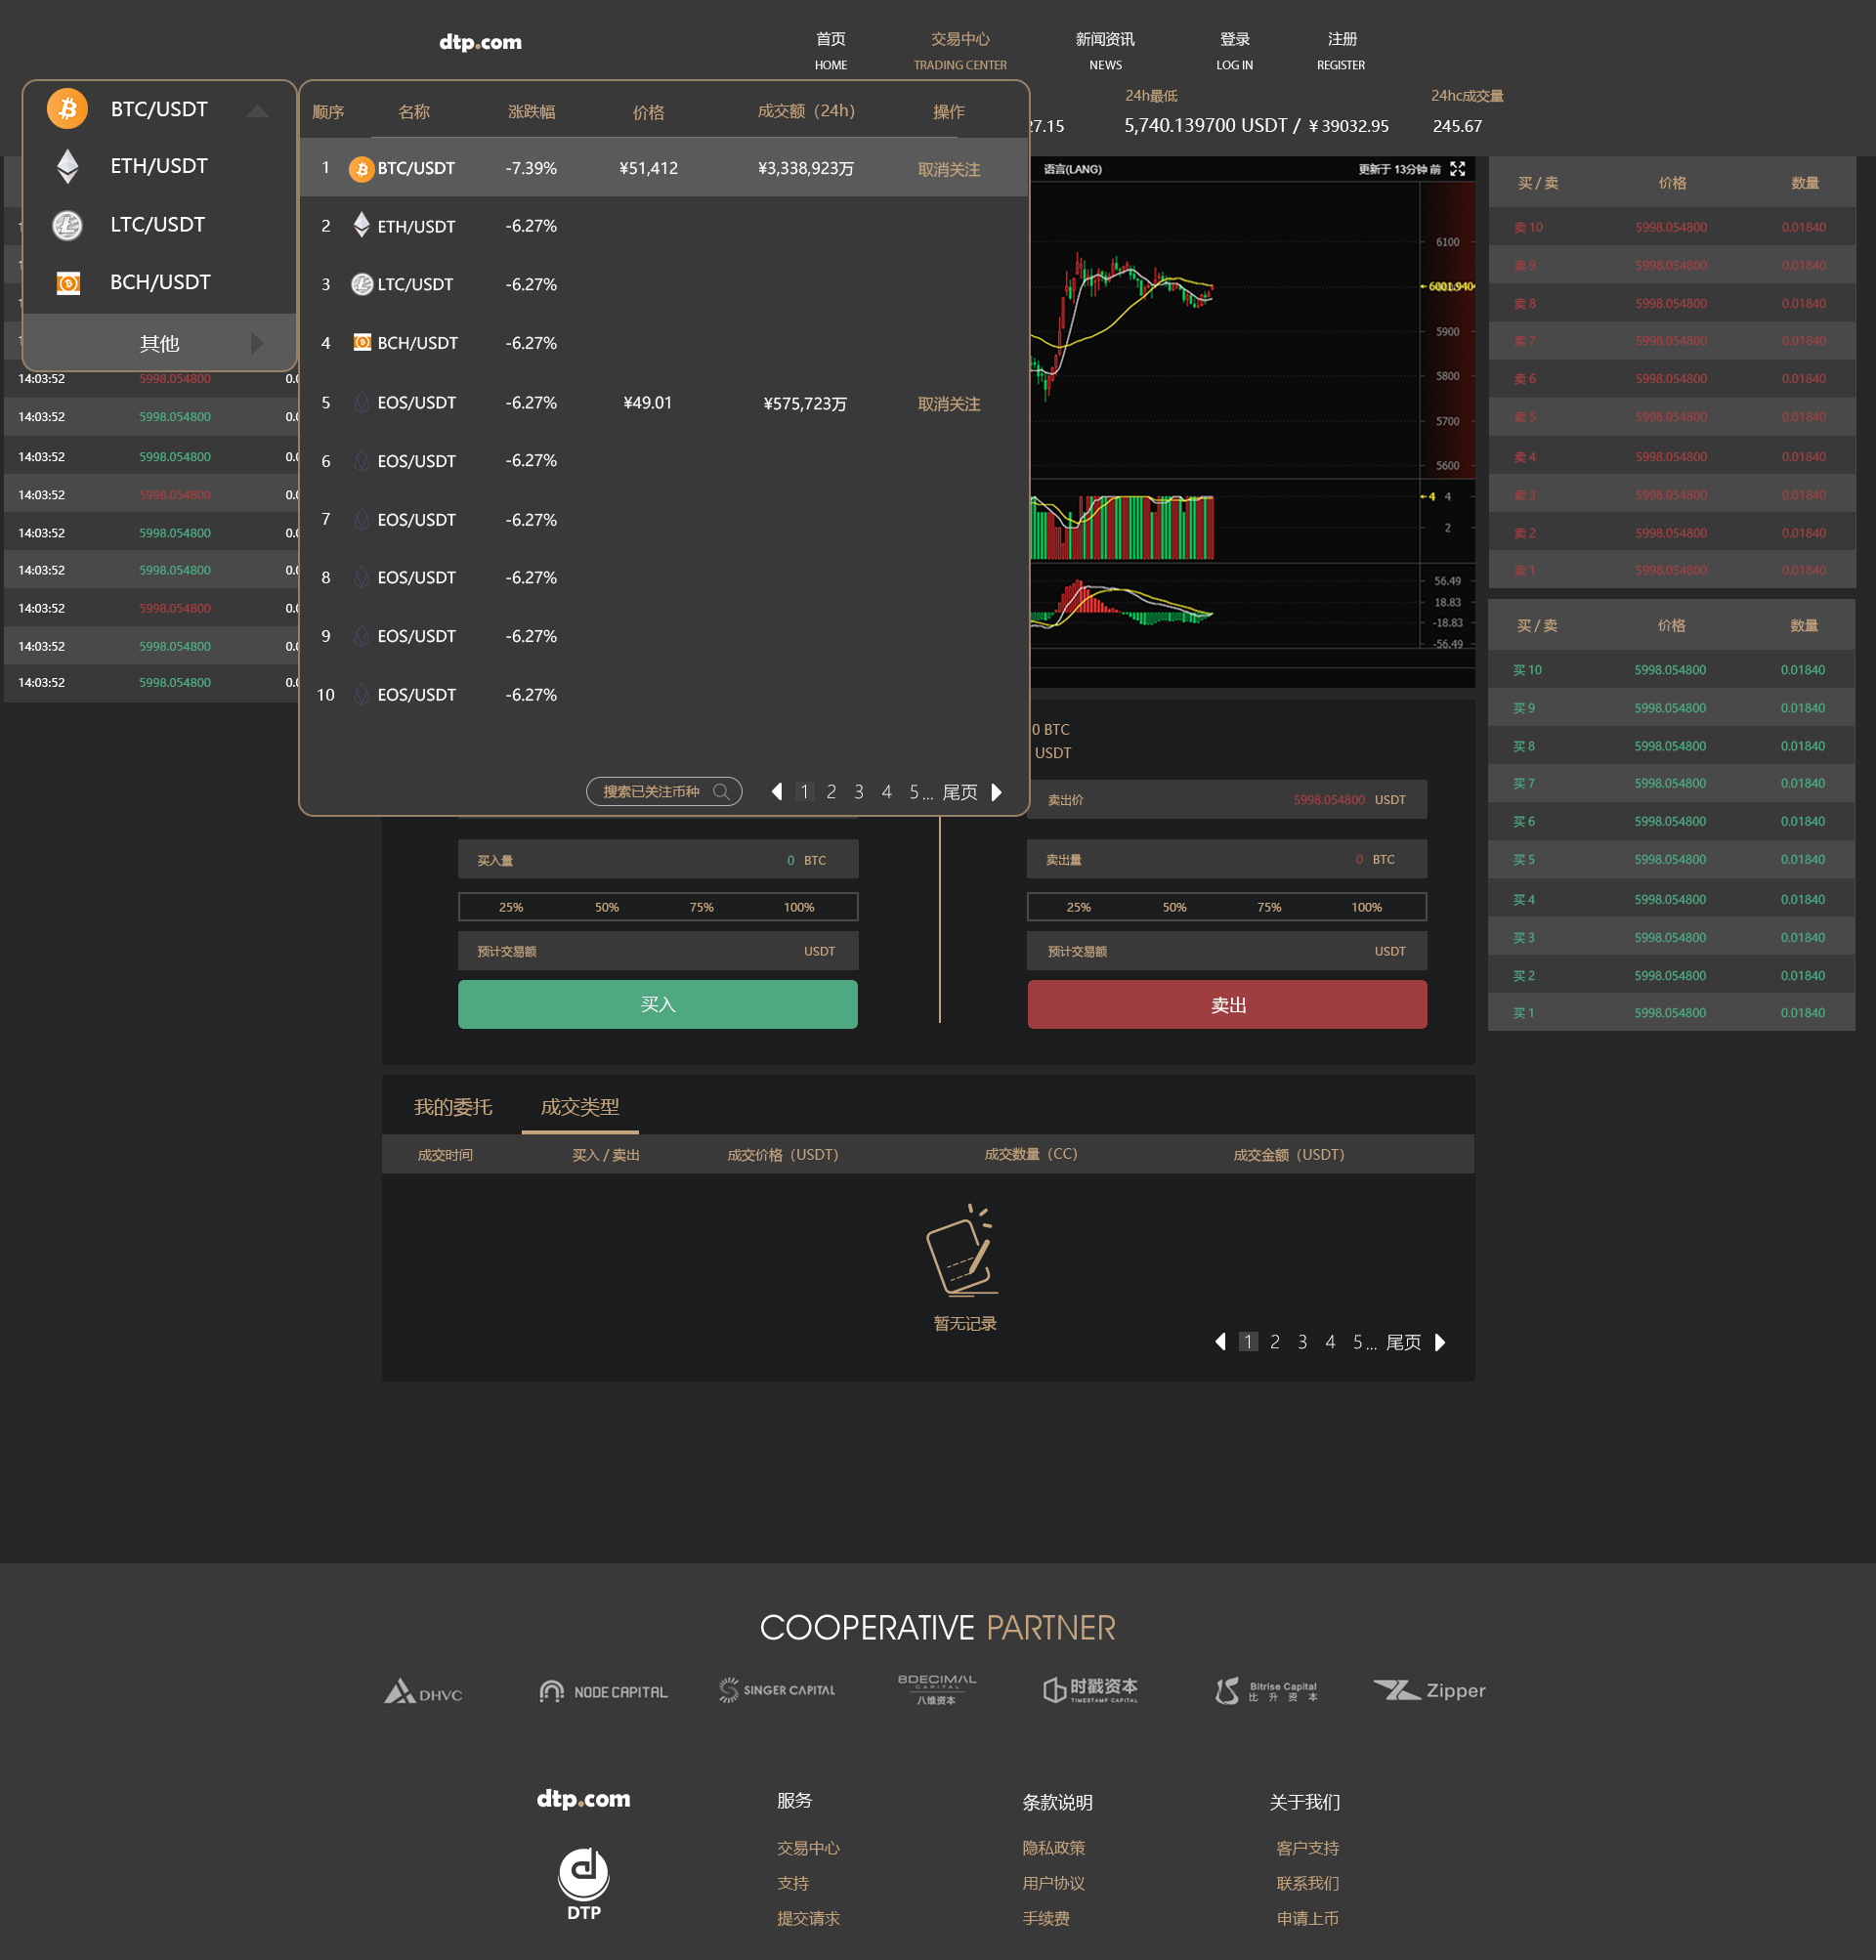 dtp.com
首页 交易中心 新闻资讯 登录 注册
HOME TRADING CENTER NEWS LOG IN REGISTER
24h最低 24hc成交量
27.15 5,740.139700 USDT / ¥ 39032.95 245.67
BTC/USDT
ETH/USDT
LTC/USDT
BCH/USDT
其他
顺序 名称 涨跌幅 价格 成交额（24h） 操作
1 BTC/USDT -7.39% ¥51,412 ¥3,338,923万 取消关注
2 ETH/USDT -6.27%
3 LTC/USDT -6.27%
4 BCH/USDT -6.27%
5 EOS/USDT -6.27% ¥49.01 ¥575,723万 取消关注
6 EOS/USDT -6.27%
7 EOS/USDT -6.27%
8 EOS/USDT -6.27%
9 EOS/USDT -6.27%
10 EOS/USDT -6.27%
搜索已关注币种 1 2 3 4 5... 尾页
14:03:52 5998.054800 0.0
14:03:52 5998.054800 0.0
14:03:52 5998.054800 0.0
14:03:52 5998.054800 0.0
14:03:52 5998.054800 0.0
14:03:52 5998.054800 0.0
14:03:52 5998.054800 0.0
14:03:52 5998.054800 0.0
14:03:52 5998.054800 0.0
语言(LANG) 更新于 13分钟 前
6100
6001.940
5900
5800
5700
5600
4 4
2
56.49
18.83
-18.83
-56.49
买 / 卖 价格 数量
卖 10 5998.054800 0.01840
卖 9 5998.054800 0.01840
卖 8 5998.054800 0.01840
卖 7 5998.054800 0.01840
卖 6 5998.054800 0.01840
卖 5 5998.054800 0.01840
卖 4 5998.054800 0.01840
卖 3 5998.054800 0.01840
卖 2 5998.054800 0.01840
卖 1 5998.054800 0.01840
买 / 卖 价格 数量
买 10 5998.054800 0.01840
买 9 5998.054800 0.01840
买 8 5998.054800 0.01840
买 7 5998.054800 0.01840
买 6 5998.054800 0.01840
买 5 5998.054800 0.01840
买 4 5998.054800 0.01840
买 3 5998.054800 0.01840
买 2 5998.054800 0.01840
买 1 5998.054800 0.01840
0 BTC
USDT
卖出价 5998.054800 USDT
买入量 0 BTC
卖出量 0 BTC
25% 50% 75% 100%
25% 50% 75% 100%
预计交易额 USDT
预计交易额 USDT
买入
卖出
我的委托 成交类型
成交时间 买入 / 卖出 成交价格（USDT） 成交数量（CC） 成交金额（USDT）
暂无记录
1 2 3 4 5... 尾页
COOPERATIVE PARTNER
DHVC
NODE CAPITAL
SINGER CAPITAL
8DECIMAL
CAPITAL
八维资本
时戳资本
TIMESTAMP CAPITAL
Bitrise Capital
比升资本
Zipper
dtp.com
DTP
服务
交易中心
支持
提交请求
条款说明
隐私政策
用户协议
手续费
关于我们
客户支持
联系我们
申请上币